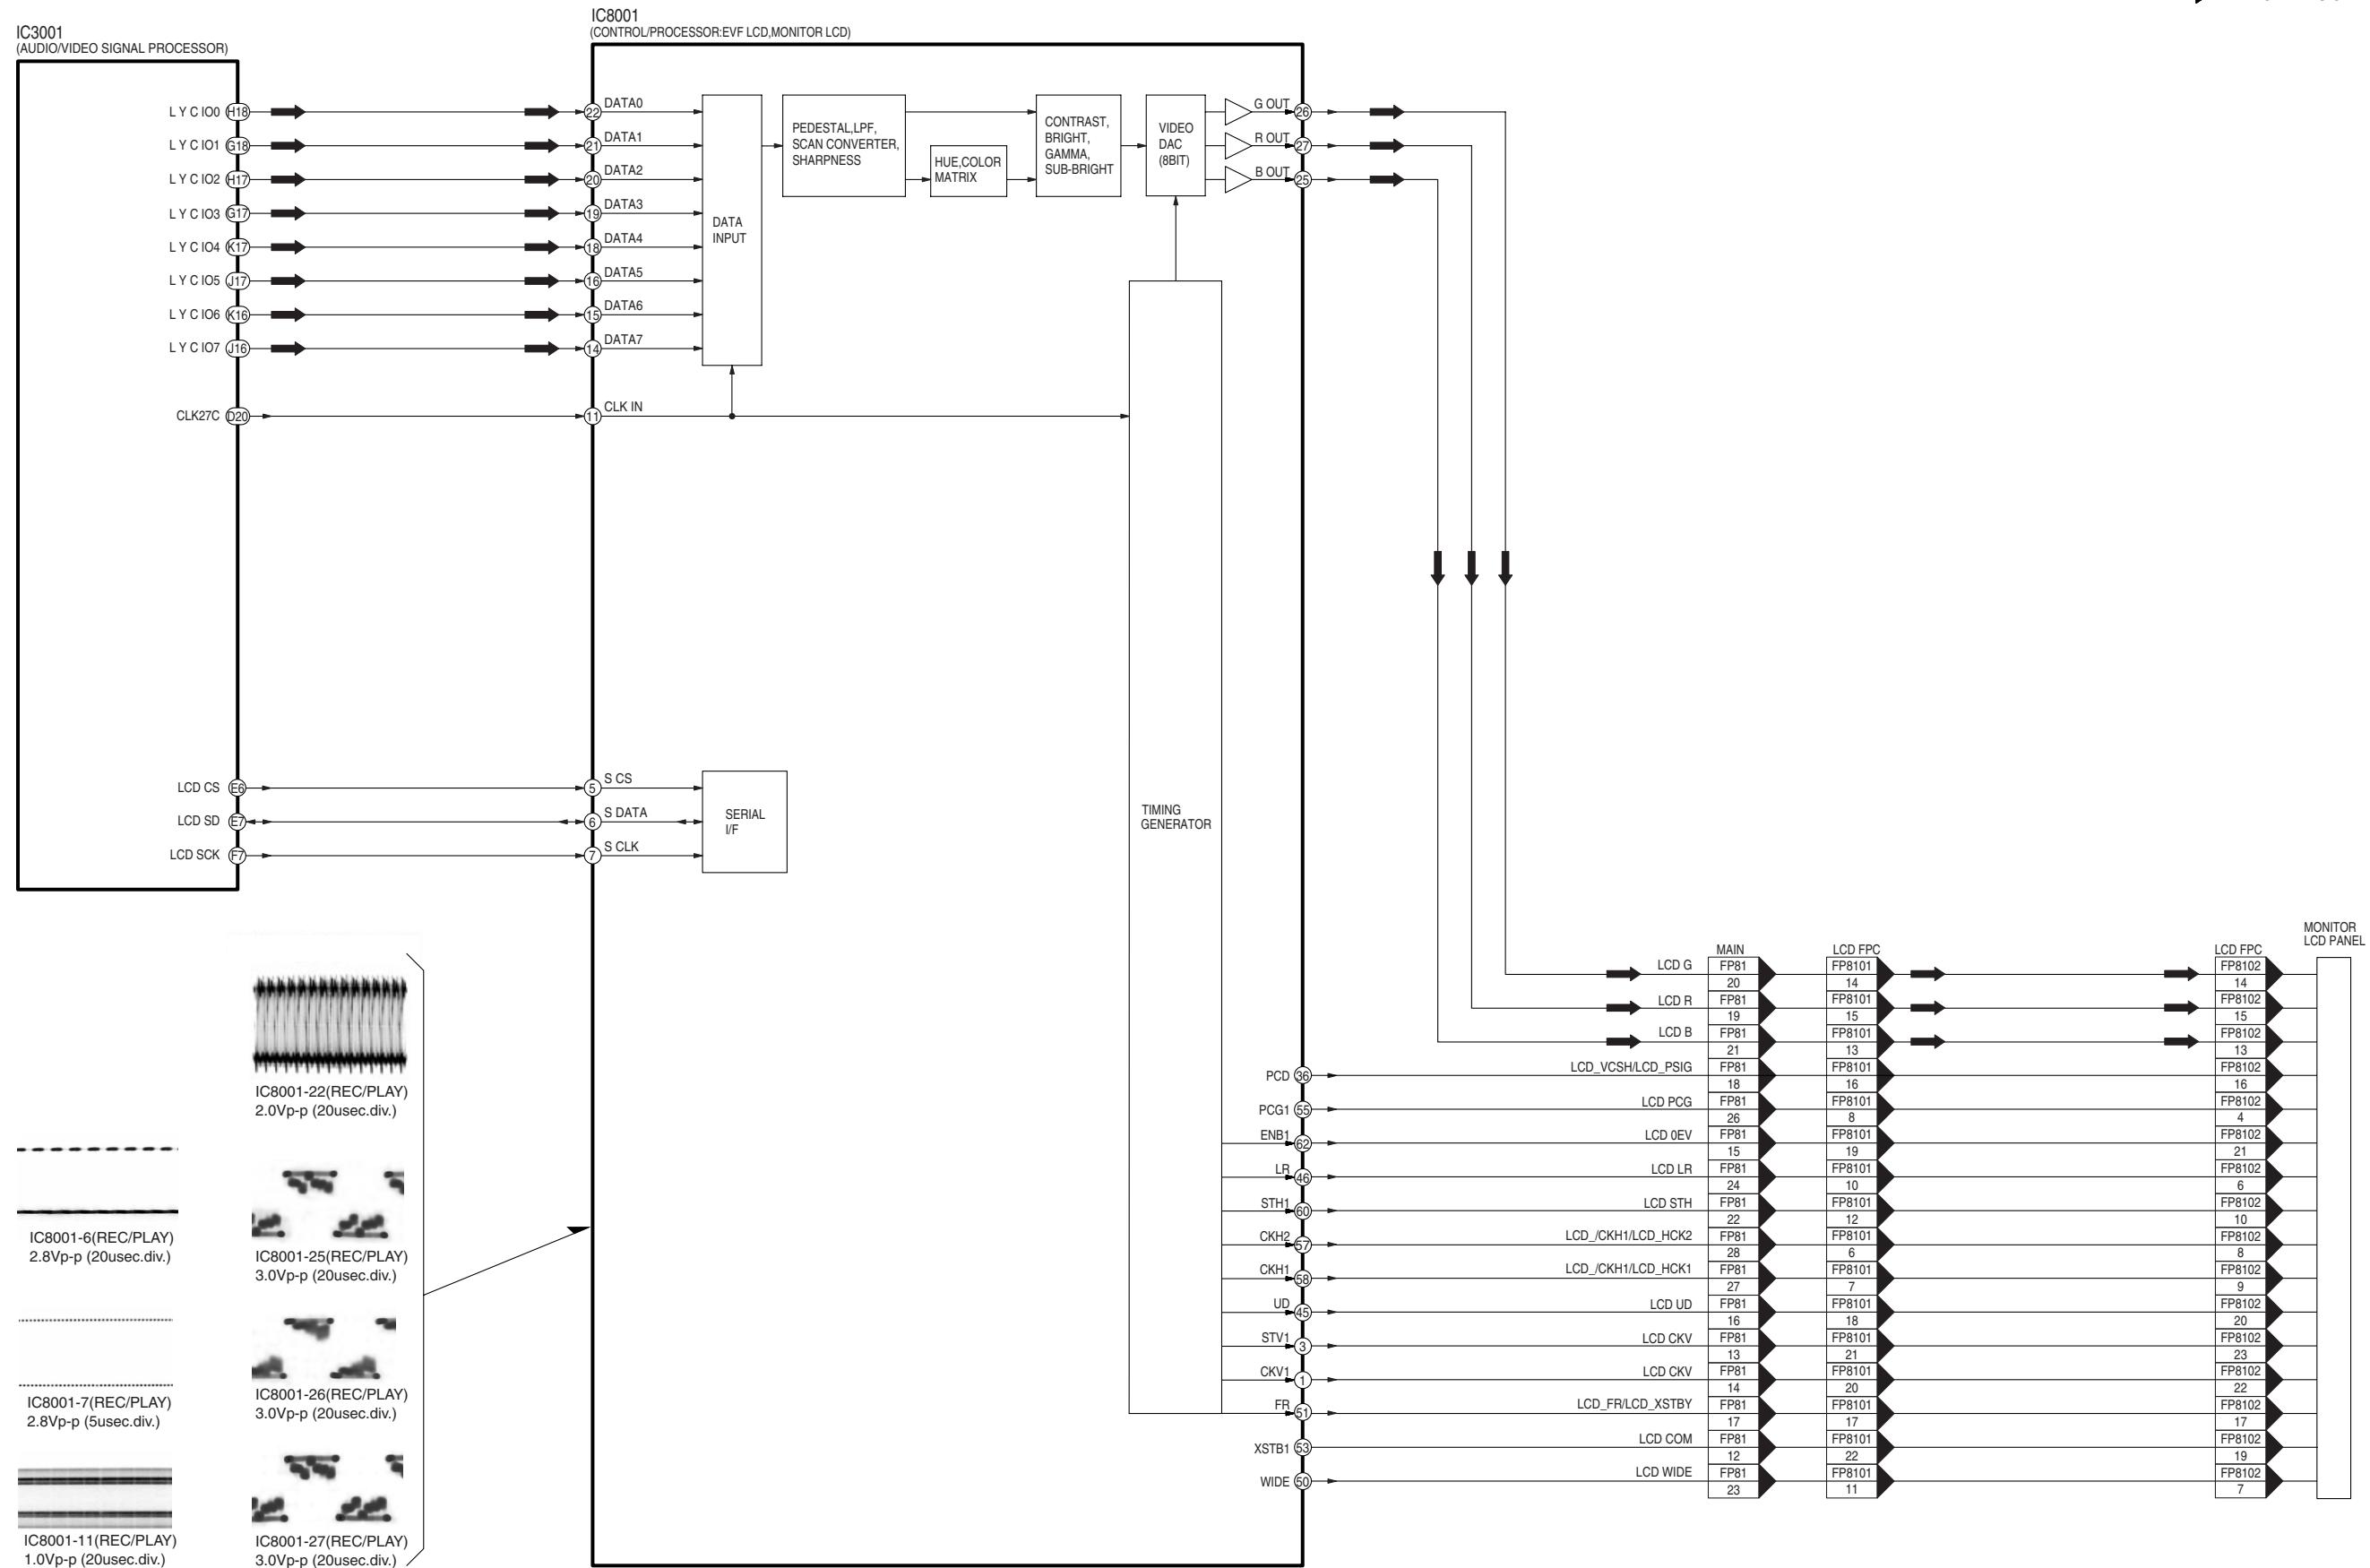 IC3001
(AUDIO/VIDEO SIGNAL PROCESSOR)
IC8001
(CONTROL/PROCESSOR:EVF LCD,MONITOR LCD)
L Y C IO0 H18
L Y C IO1 G18
L Y C IO2 H17
L Y C IO3 G17
L Y C IO4 K17
L Y C IO5 J17
L Y C IO6 K16
L Y C IO7 J16
CLK27C D20
LCD CS E6
LCD SD E7
LCD SCK F7
22 DATA0
21 DATA1
20 DATA2
19 DATA3
18 DATA4
16 DATA5
15 DATA6
14 DATA7
11 CLK IN
5 S CS
6 S DATA
7 S CLK
DATA
INPUT
PEDESTAL,LPF,
SCAN CONVERTER,
SHARPNESS
HUE,COLOR
MATRIX
CONTRAST,
BRIGHT,
GAMMA,
SUB-BRIGHT
VIDEO
DAC
(8BIT)
G OUT 26
R OUT 27
B OUT 25
SERIAL
I/F
TIMING
GENERATOR
PCD 36
PCG1 55
ENB1 62
LR 46
STH1 60
CKH2 57
CKH1 58
UD 45
STV1 3
CKV1 1
FR 51
XSTB1 53
WIDE 50
MAIN
LCD FPC
LCD FPC
MONITOR
LCD PANEL
LCD G FP81 FP8101 FP8102
20 14 14
LCD R FP81 FP8101 FP8102
19 15 15
LCD B FP81 FP8101 FP8102
21 13 13
LCD_VCSH/LCD_PSIG FP81 FP8101 FP8102
18 16 16
LCD PCG FP81 FP8101 FP8102
26 8 4
LCD 0EV FP81 FP8101 FP8102
15 19 21
LCD LR FP81 FP8101 FP8102
24 10 6
LCD STH FP81 FP8101 FP8102
22 12 10
LCD_/CKH1/LCD_HCK2 FP81 FP8101 FP8102
28 6 8
LCD_/CKH1/LCD_HCK1 FP81 FP8101 FP8102
27 7 9
LCD UD FP81 FP8101 FP8102
16 18 20
LCD CKV FP81 FP8101 FP8102
13 21 23
LCD CKV FP81 FP8101 FP8102
14 20 22
LCD_FR/LCD_XSTBY FP81 FP8101 FP8102
17 17 17
LCD COM FP81 FP8101 FP8102
12 22 19
LCD WIDE FP81 FP8101 FP8102
23 11 7
IC8001-22(REC/PLAY)
2.0Vp-p (20usec.div.)
IC8001-6(REC/PLAY)
2.8Vp-p (20usec.div.)
IC8001-25(REC/PLAY)
3.0Vp-p (20usec.div.)
IC8001-7(REC/PLAY)
2.8Vp-p (5usec.div.)
IC8001-26(REC/PLAY)
3.0Vp-p (20usec.div.)
IC8001-11(REC/PLAY)
1.0Vp-p (20usec.div.)
IC8001-27(REC/PLAY)
3.0Vp-p (20usec.div.)